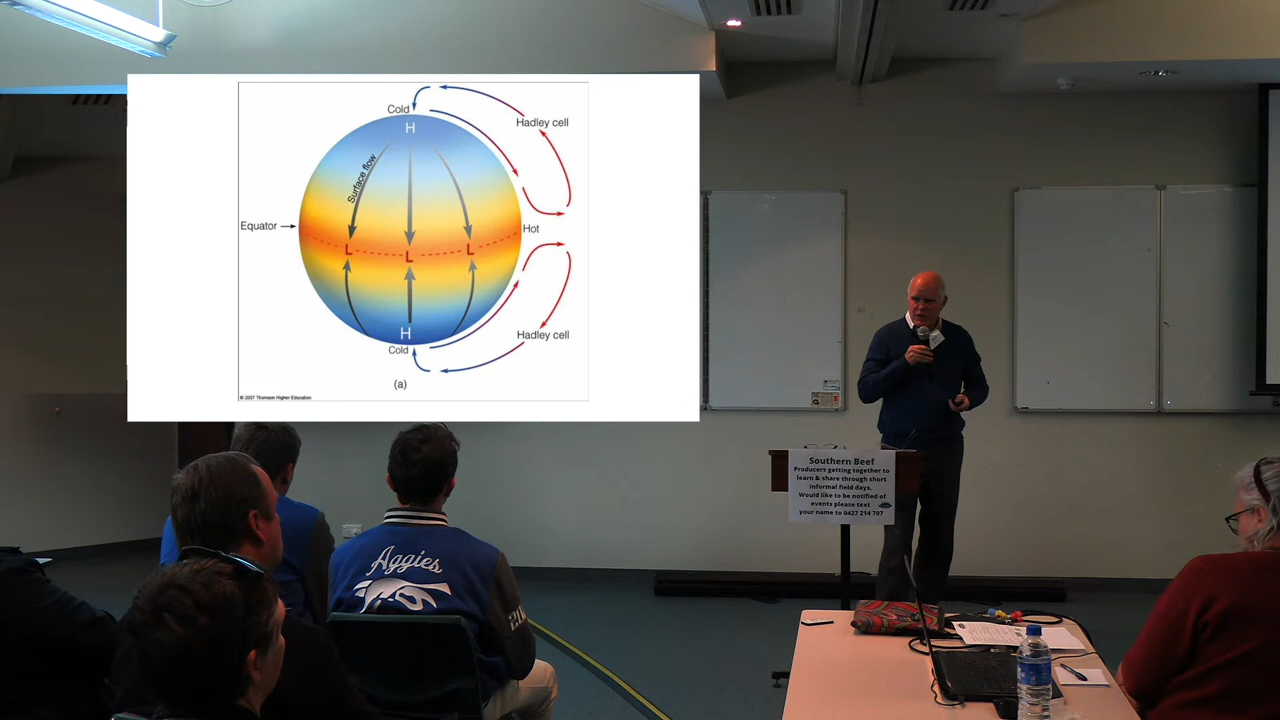 Cold
H
Hadley cell
Surface flow
Equator
Hot
L
L
L
Hadley cell
H
Cold
(a)
© 2007 Thomson Higher Education
Southern Beef
Producers getting together to
learn & share through short
informal field days.
Would like to be notified of
events please text
your name to 0427 214 707
Aggies